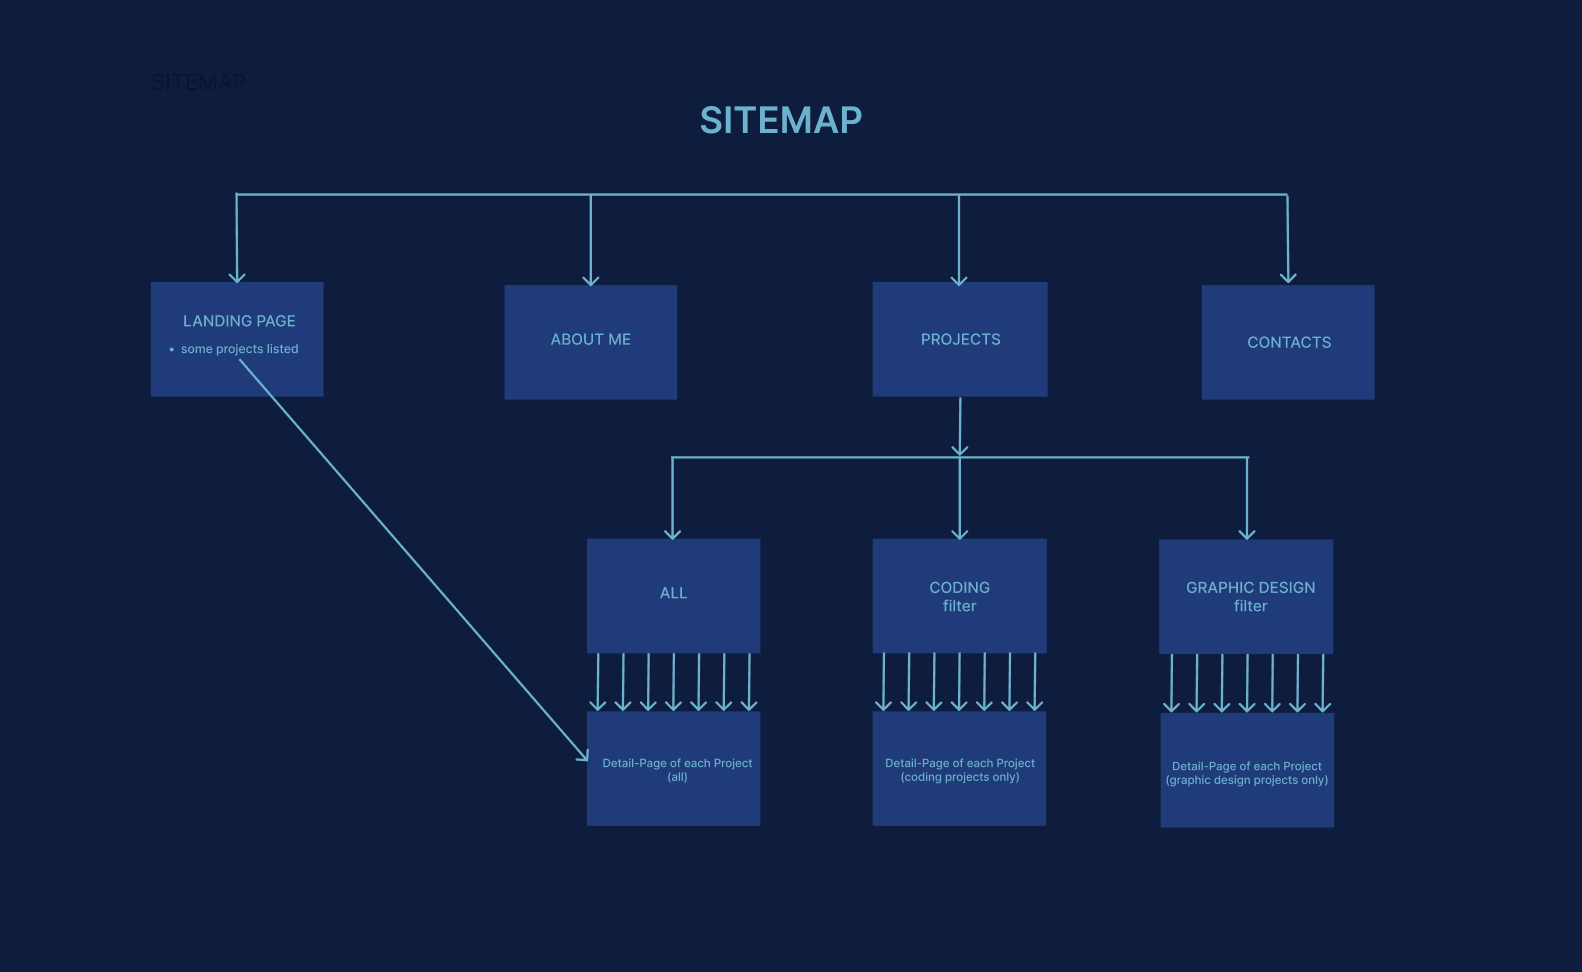 SITEMAP
SITEMAP
LANDING PAGE
• some projects listed
ABOUT ME
PROJECTS
CONTACTS
ALL
CODING
filter
GRAPHIC DESIGN
filter
Detail-Page of each Project
(all)
Detail-Page of each Project
(coding projects only)
Detail-Page of each Project
(graphic design projects only)